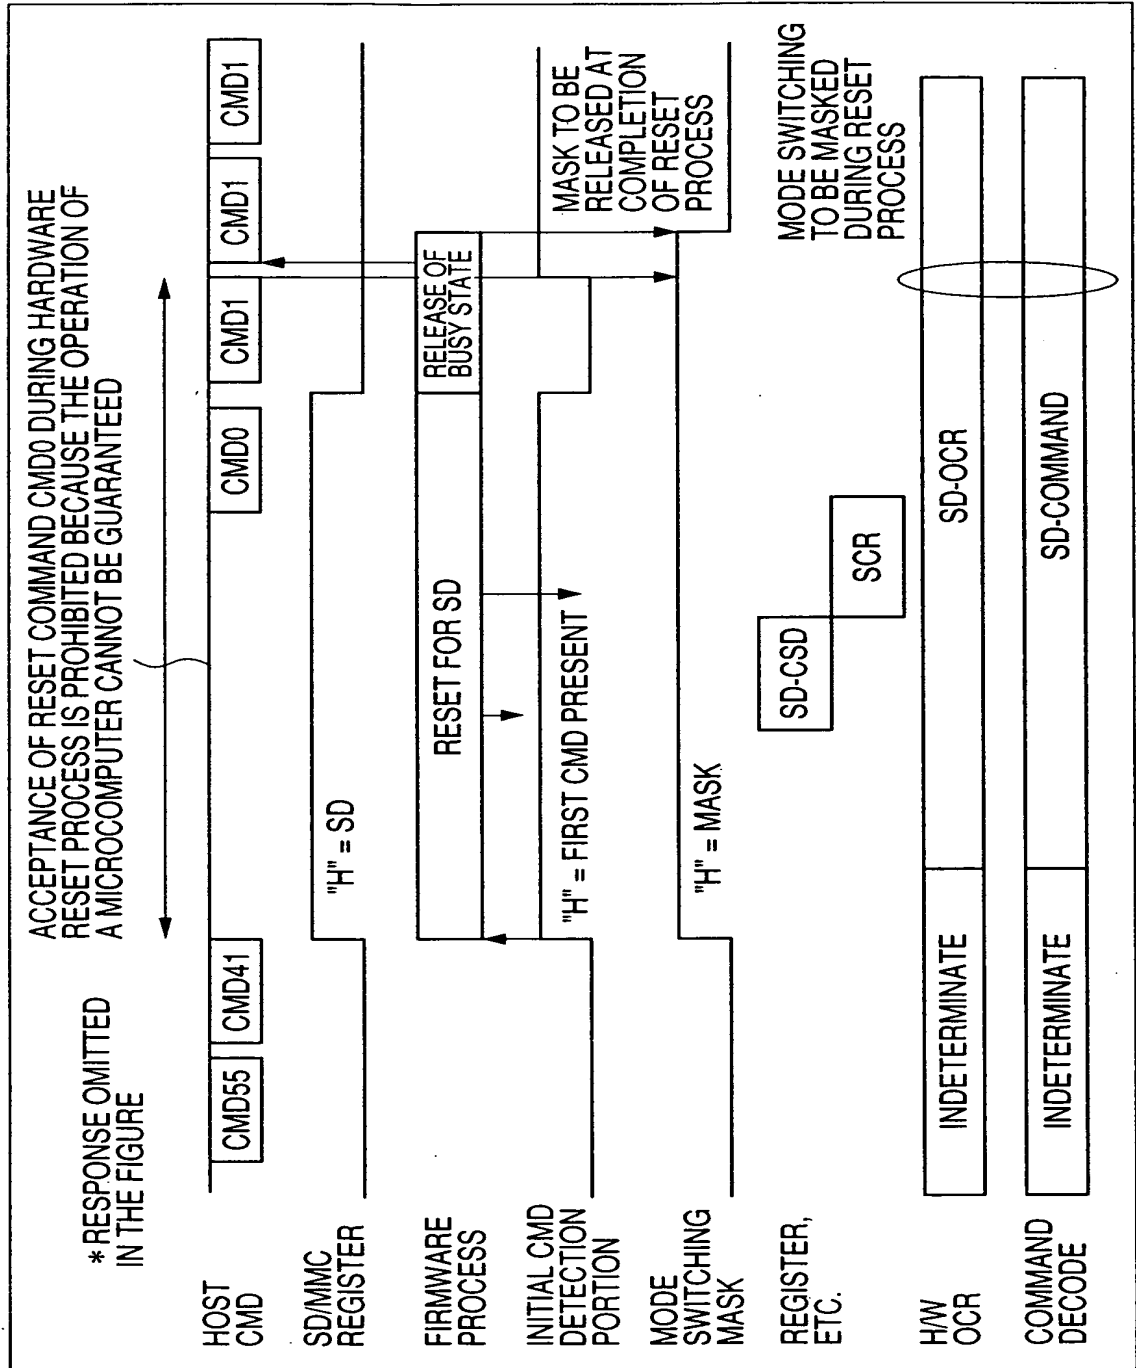 ACCEPTANCE OF RESET COMMAND CMD0 DURING HARDWARE
RESET PROCESS IS PROHIBITED BECAUSE THE OPERATION OF
A MICROCOMPUTER CANNOT BE GUARANTEED
*RESPONSE OMITTED
IN THE FIGURE
HOST
CMD
CMD55
CMD41
CMD0
CMD1
CMD1
CMD1
SD/MMC
REGISTER
"H" = SD
FIRMWARE
PROCESS
RESET FOR SD
RELEASE OF
BUSY STATE
INITIAL CMD
DETECTION
PORTION
"H" = FIRST CMD PRESENT
MASK TO BE
RELEASED AT
COMPLETION
OF RESET
PROCESS
MODE
SWITCHING
MASK
"H" = MASK
REGISTER,
ETC.
SD-CSD
SCR
MODE SWITCHING
TO BE MASKED
DURING RESET
PROCESS
H/W
OCR
INDETERMINATE
SD-OCR
COMMAND
DECODE
INDETERMINATE
SD-COMMAND